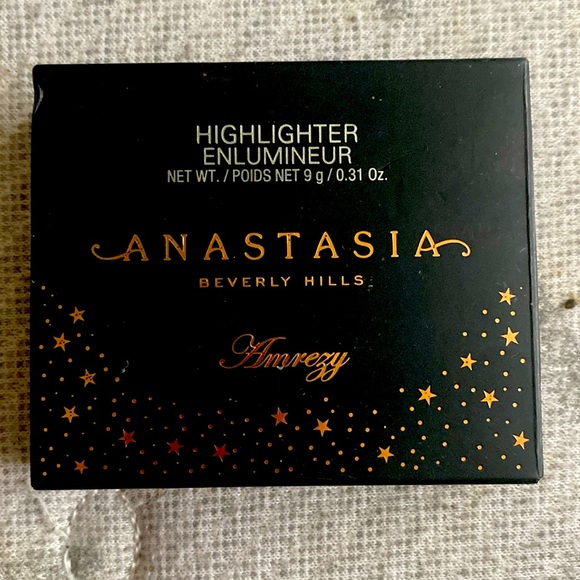 HIGHLIGHTER
ENLUMINEUR
NET WT. / POIDS NET 9 g / 0.31 Oz.
ANASTASIA
BEVERLY HILLS
Amrezy